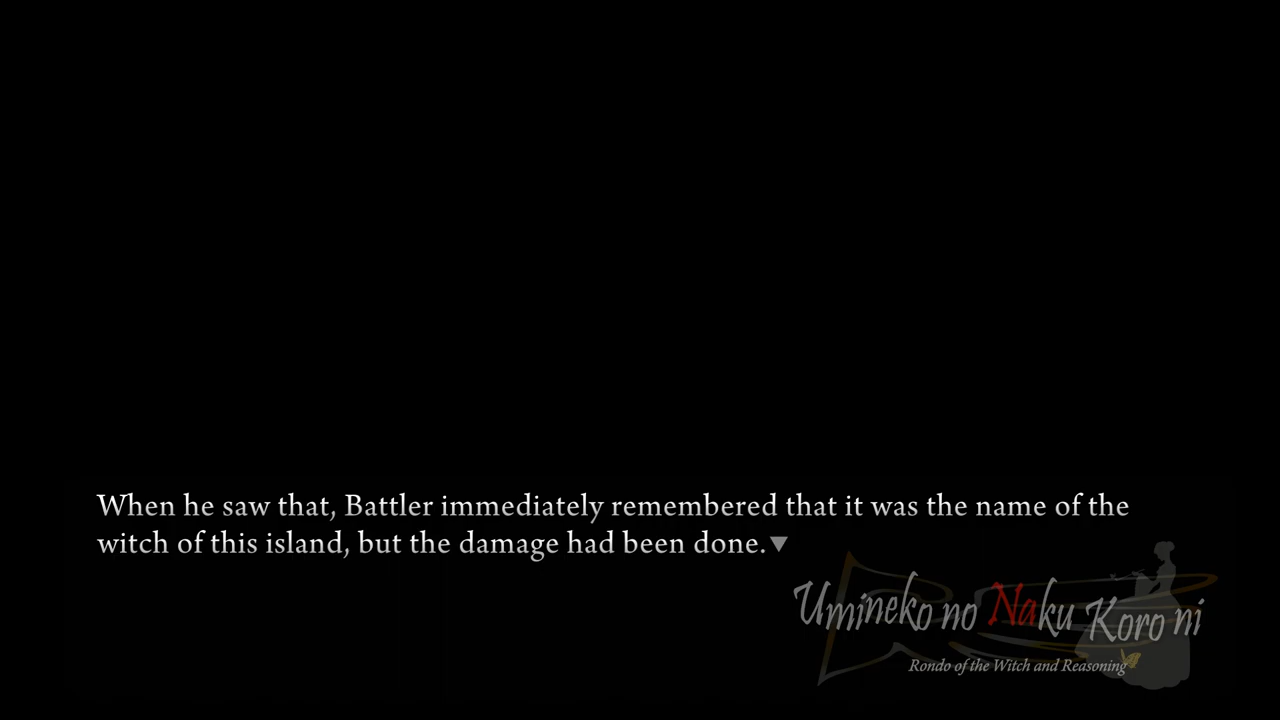 When he saw that, Battler immediately remembered that it was the name of the
witch of this island, but the damage had been done.
Umineko no Naku Koro ni
Rondo of the Witch and Reasoning